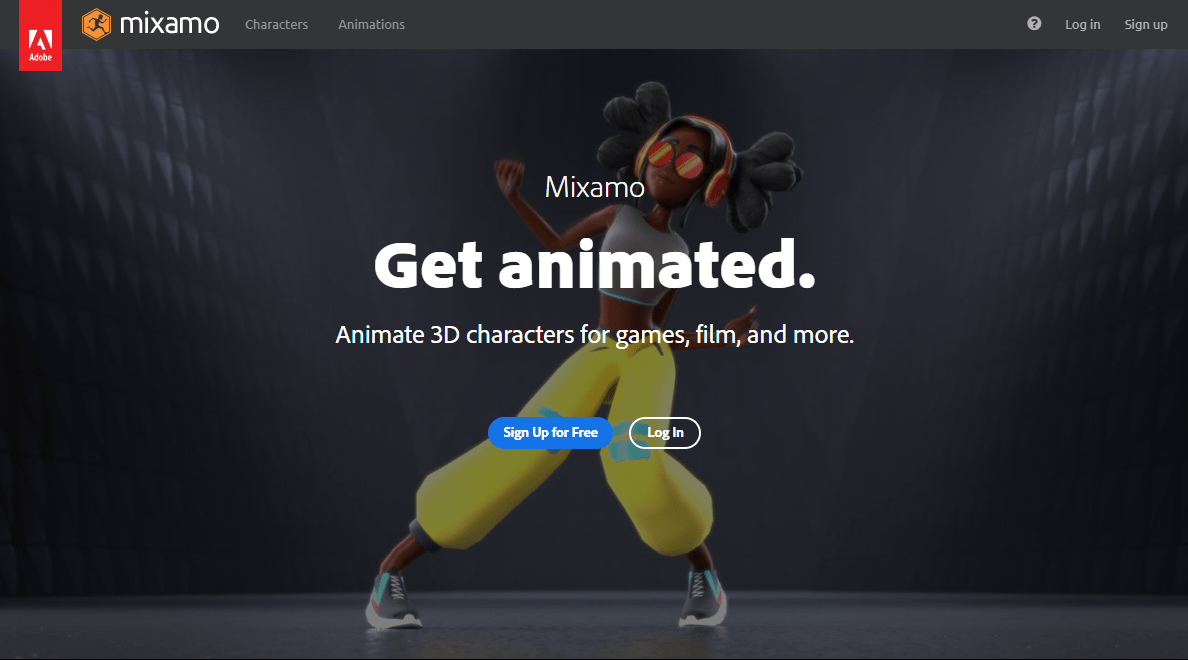 Adobe
mixamo
Characters
Animations
Log in
Sign up
Mixamo
Get animated.
Animate 3D characters for games, film, and more.
Sign Up for Free
Log In